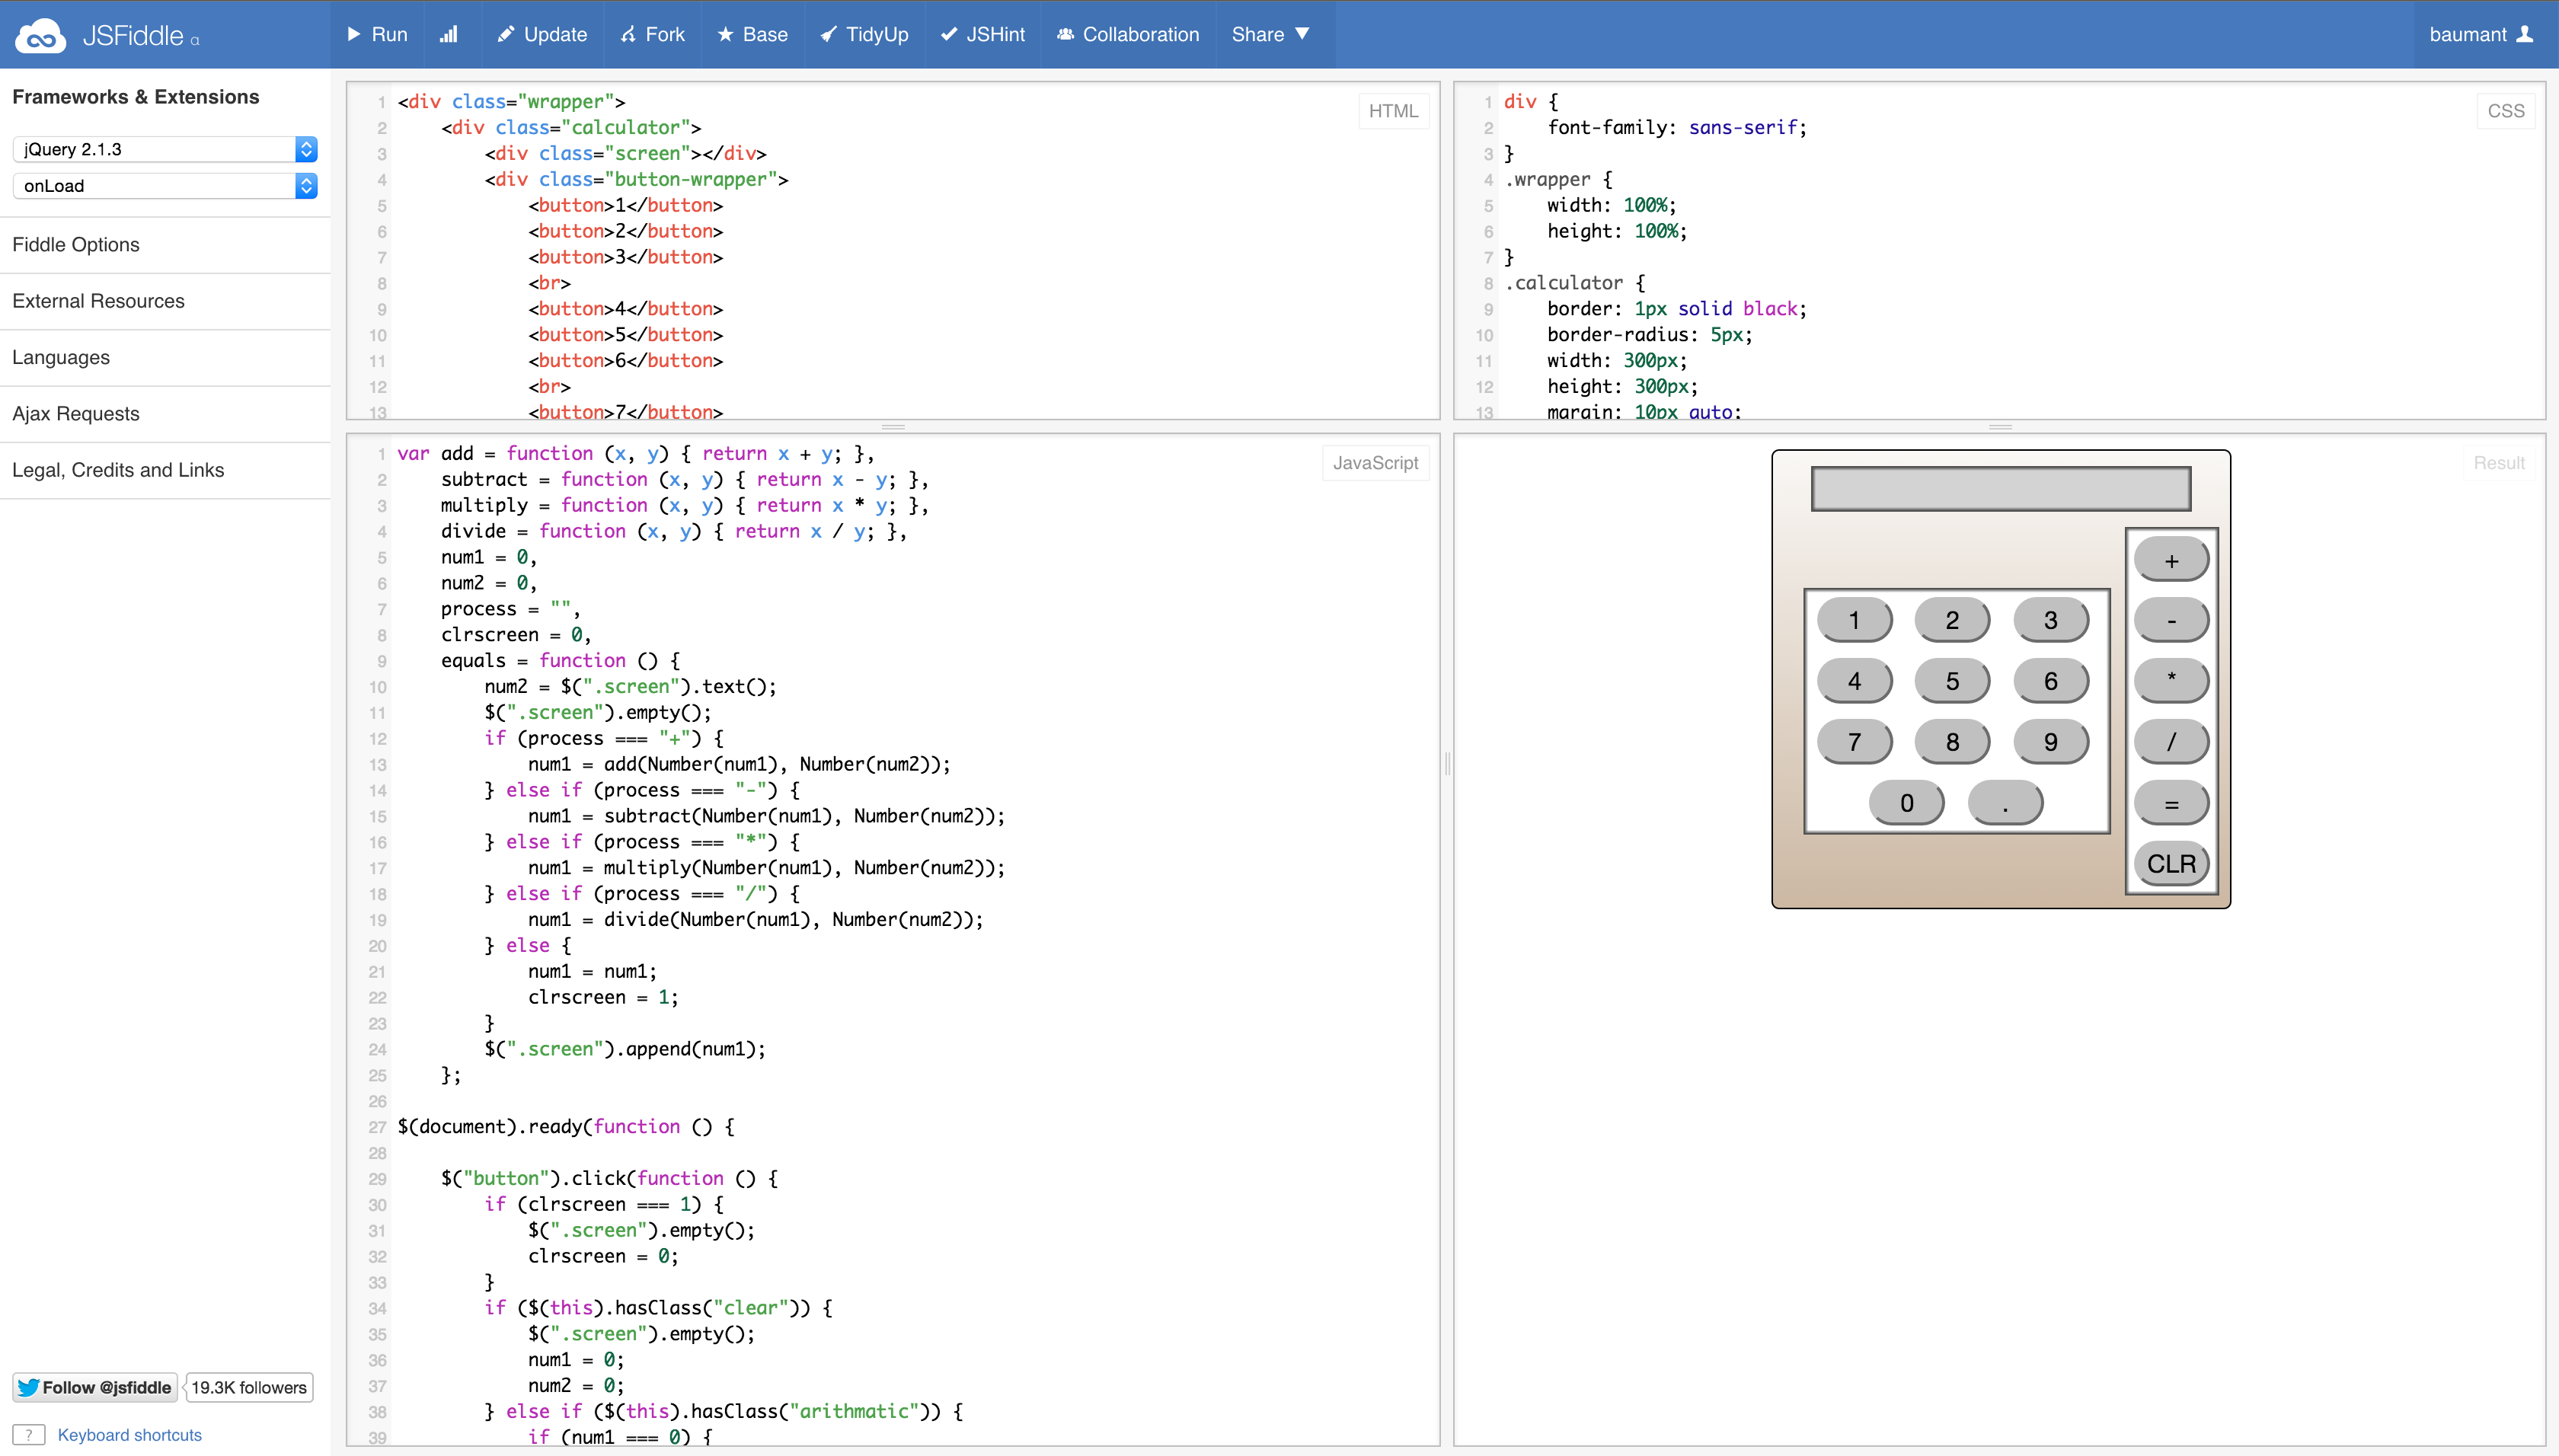 JSFiddle α
Run
Update
Fork
Base
TidyUp
JSHint
Collaboration
Share ▼
baumant
Frameworks & Extensions
jQuery 2.1.3
onLoad
Fiddle Options
External Resources
Languages
Ajax Requests
Legal, Credits and Links
Follow @jsfiddle
19.3K followers
? Keyboard shortcuts
HTML
1 <div class="wrapper">
2 <div class="calculator">
3 <div class="screen"></div>
4 <div class="button-wrapper">
5 <button>1</button>
6 <button>2</button>
7 <button>3</button>
8 <br>
9 <button>4</button>
10 <button>5</button>
11 <button>6</button>
12 <br>
13 <button>7</button>
CSS
1 div {
2 font-family: sans-serif;
3 }
4 .wrapper {
5 width: 100%;
6 height: 100%;
7 }
8 .calculator {
9 border: 1px solid black;
10 border-radius: 5px;
11 width: 300px;
12 height: 300px;
13 margin: 10px auto;
JavaScript
1 var add = function (x, y) { return x + y; },
2 subtract = function (x, y) { return x - y; },
3 multiply = function (x, y) { return x * y; },
4 divide = function (x, y) { return x / y; },
5 num1 = 0,
6 num2 = 0,
7 process = "",
8 clrscreen = 0,
9 equals = function () {
10 num2 = $(".screen").text();
11 $(".screen").empty();
12 if (process === "+") {
13 num1 = add(Number(num1), Number(num2));
14 } else if (process === "-") {
15 num1 = subtract(Number(num1), Number(num2));
16 } else if (process === "*") {
17 num1 = multiply(Number(num1), Number(num2));
18 } else if (process === "/") {
19 num1 = divide(Number(num1), Number(num2));
20 } else {
21 num1 = num1;
22 clrscreen = 1;
23 }
24 $(".screen").append(num1);
25 };
26
27 $(document).ready(function () {
28
29 $("button").click(function () {
30 if (clrscreen === 1) {
31 $(".screen").empty();
32 clrscreen = 0;
33 }
34 if ($(this).hasClass("clear")) {
35 $(".screen").empty();
36 num1 = 0;
37 num2 = 0;
38 } else if ($(this).hasClass("arithmatic")) {
39 if (num1 === 0) {
Result
+
1 2 3 -
4 5 6 *
7 8 9 /
0 . =
CLR